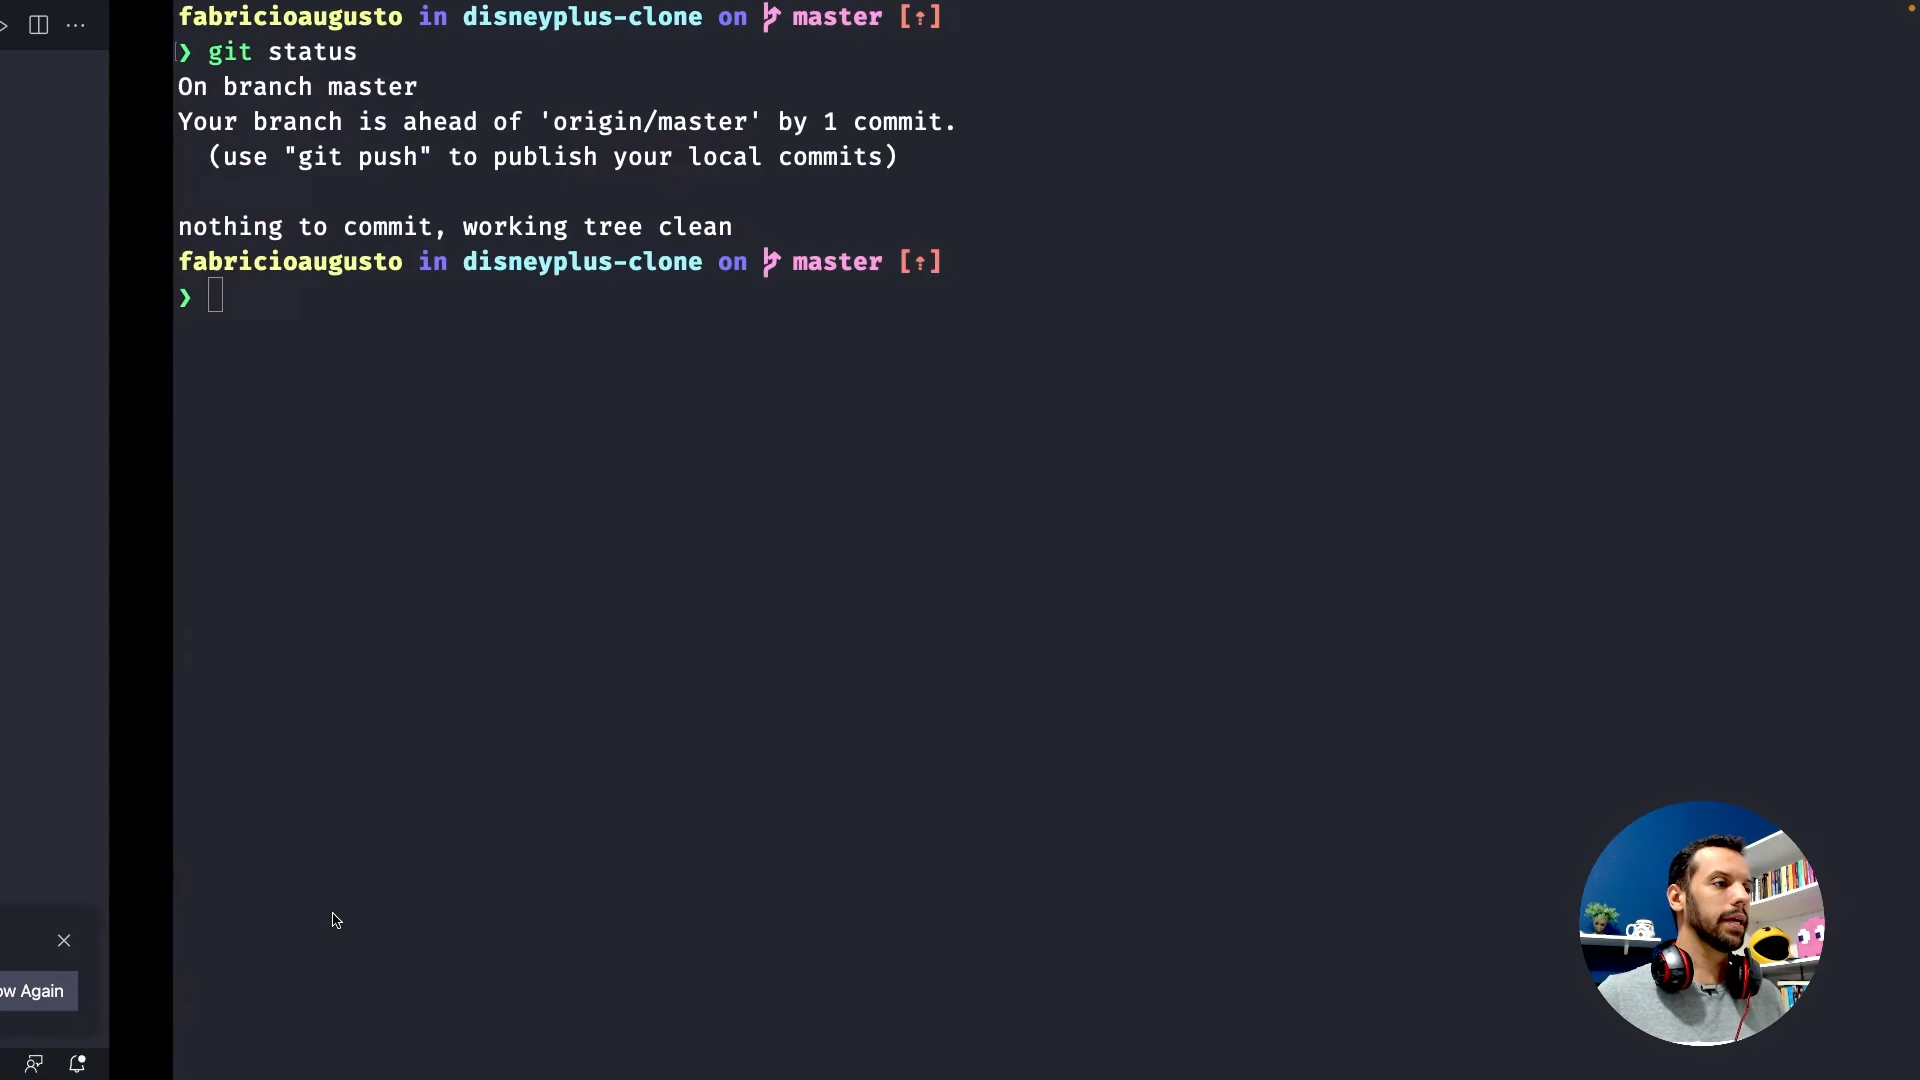 fabricioaugusto in disneyplus-clone on master [↑]
❯ git status
On branch master
Your branch is ahead of 'origin/master' by 1 commit.
(use "git push" to publish your local commits)
nothing to commit, working tree clean
fabricioaugusto in disneyplus-clone on master [↑]
❯
Again